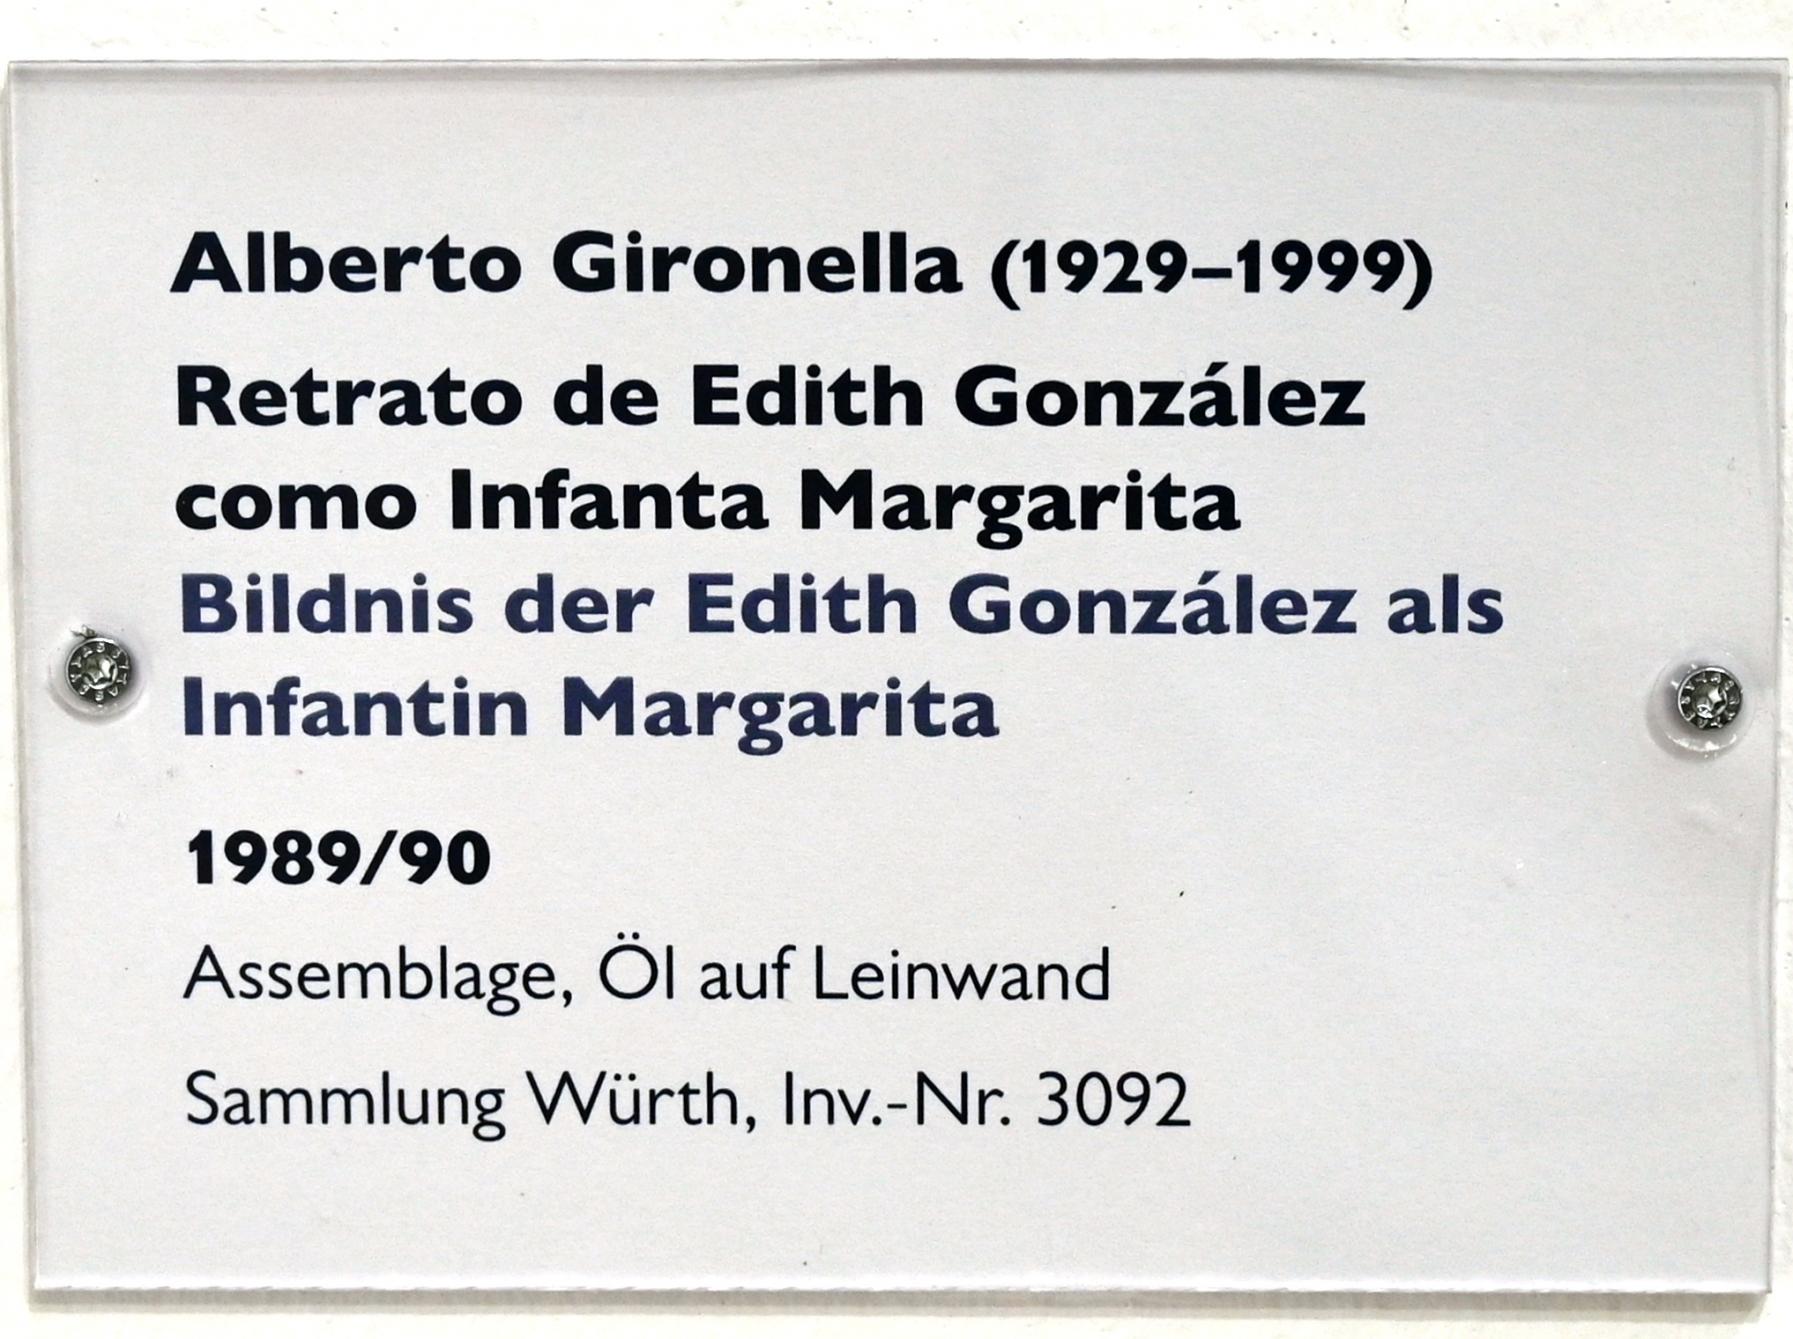 Alberto Gironella (1929–1999)
Retrato de Edith González
como Infanta Margarita
Bildnis der Edith González als
Infantin Margarita
1989/90
Assemblage, Öl auf Leinwand
Sammlung Würth, Inv.-Nr. 3092